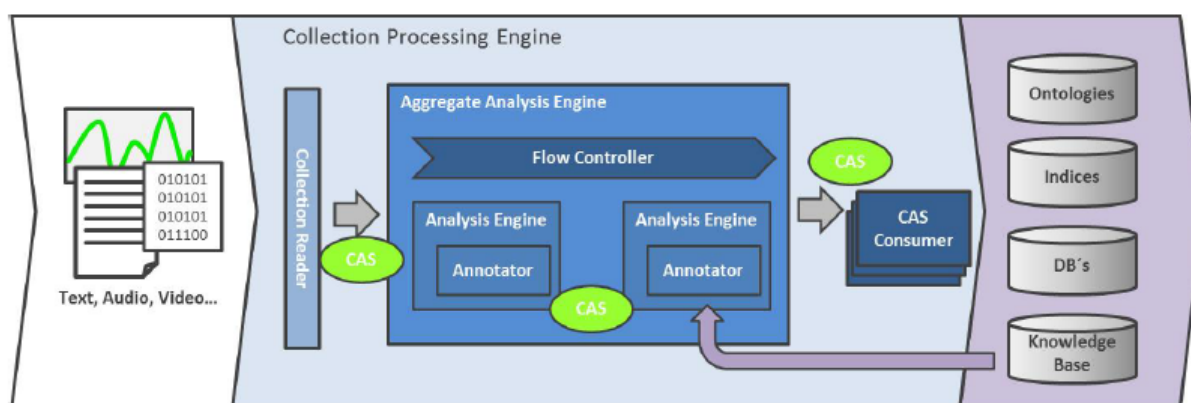 Collection Processing Engine
010101
010101
010101
011100
Text, Audio, Video...
Collection Reader
CAS
Aggregate Analysis Engine
Flow Controller
Analysis Engine
Annotator
CAS
Analysis Engine
Annotator
CAS
CAS
Consumer
Ontologies
Indices
DB´s
Knowledge
Base